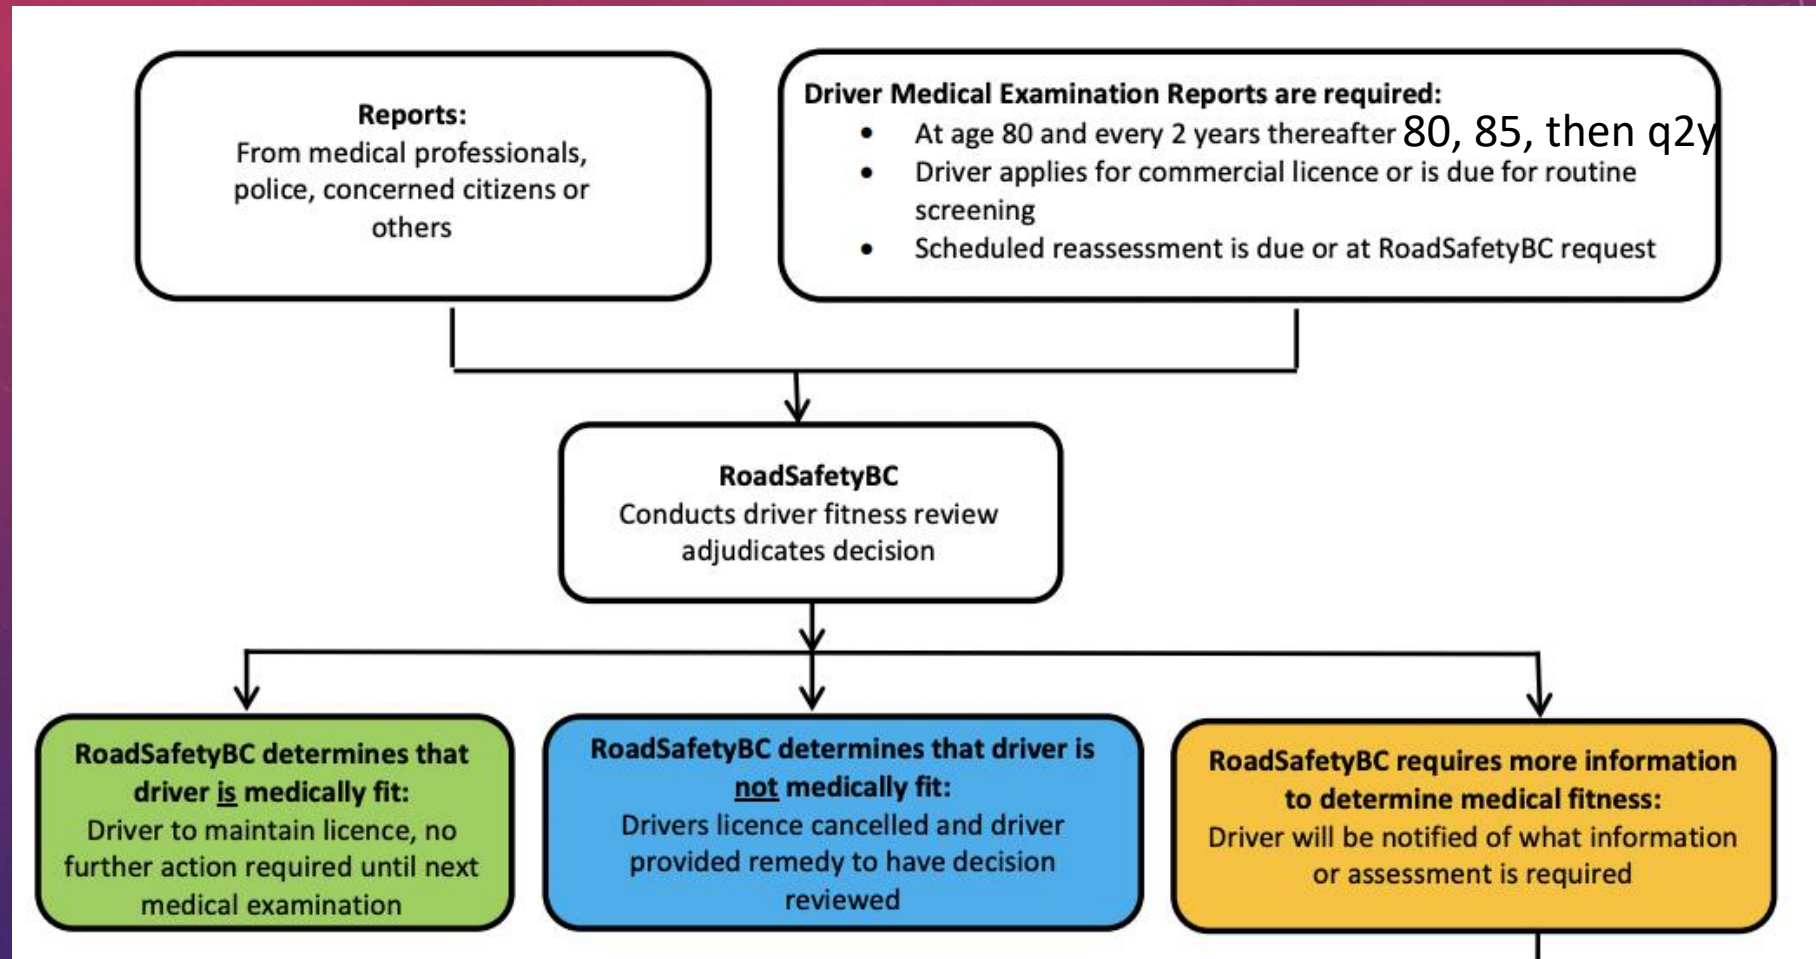 Reports:
From medical professionals,
police, concerned citizens or
others
Driver Medical Examination Reports are required:
• At age 80 and every 2 years thereafter 80, 85, then q2y
• Driver applies for commercial licence or is due for routine
screening
• Scheduled reassessment is due or at RoadSafetyBC request
RoadSafetyBC
Conducts driver fitness review
adjudicates decision
RoadSafetyBC determines that
driver is medically fit:
Driver to maintain licence, no
further action required until next
medical examination
RoadSafetyBC determines that driver is
not medically fit:
Drivers licence cancelled and driver
provided remedy to have decision
reviewed
RoadSafetyBC requires more information
to determine medical fitness:
Driver will be notified of what information
or assessment is required